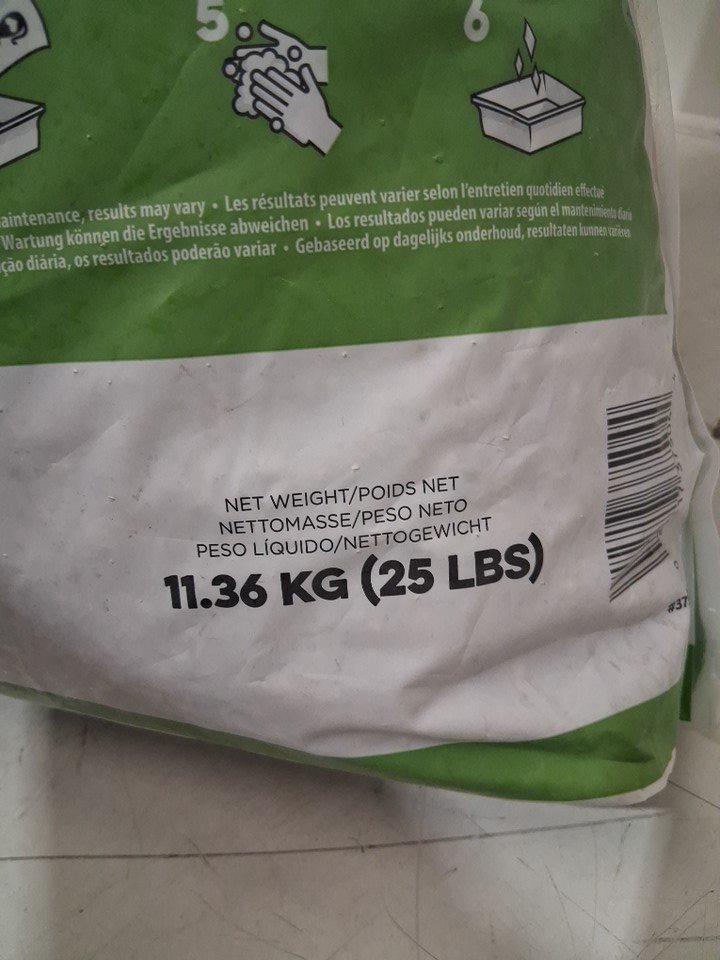 5
6
aintenance, results may vary • Les résultats peuvent varier selon l'entretien quotidien effectué
Wartung können die Ergebnisse abweichen • Los resultados pueden variar según el mantenimiento diario
ção diária, os resultados poderão variar • Gebaseerd op dagelijks onderhoud, resultaten kunnen variëren
NET WEIGHT/POIDS NET
NETTOMASSE/PESO NETO
PESO LÍQUIDO/NETTOGEWICHT
11.36 KG (25 LBS)
#37